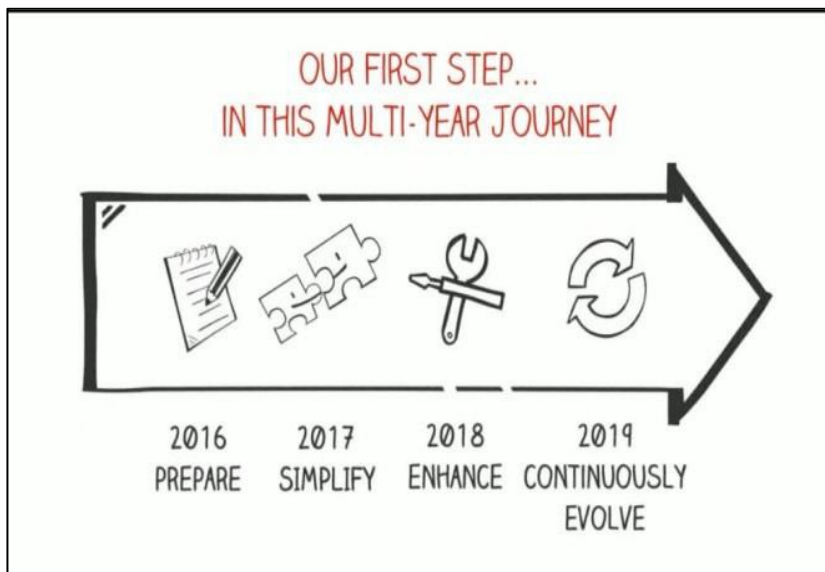 OUR FIRST STEP...
IN THIS MULTI-YEAR JOURNEY
2016
PREPARE
2017
SIMPLIFY
2018
ENHANCE
2019
CONTINUOUSLY
EVOLVE